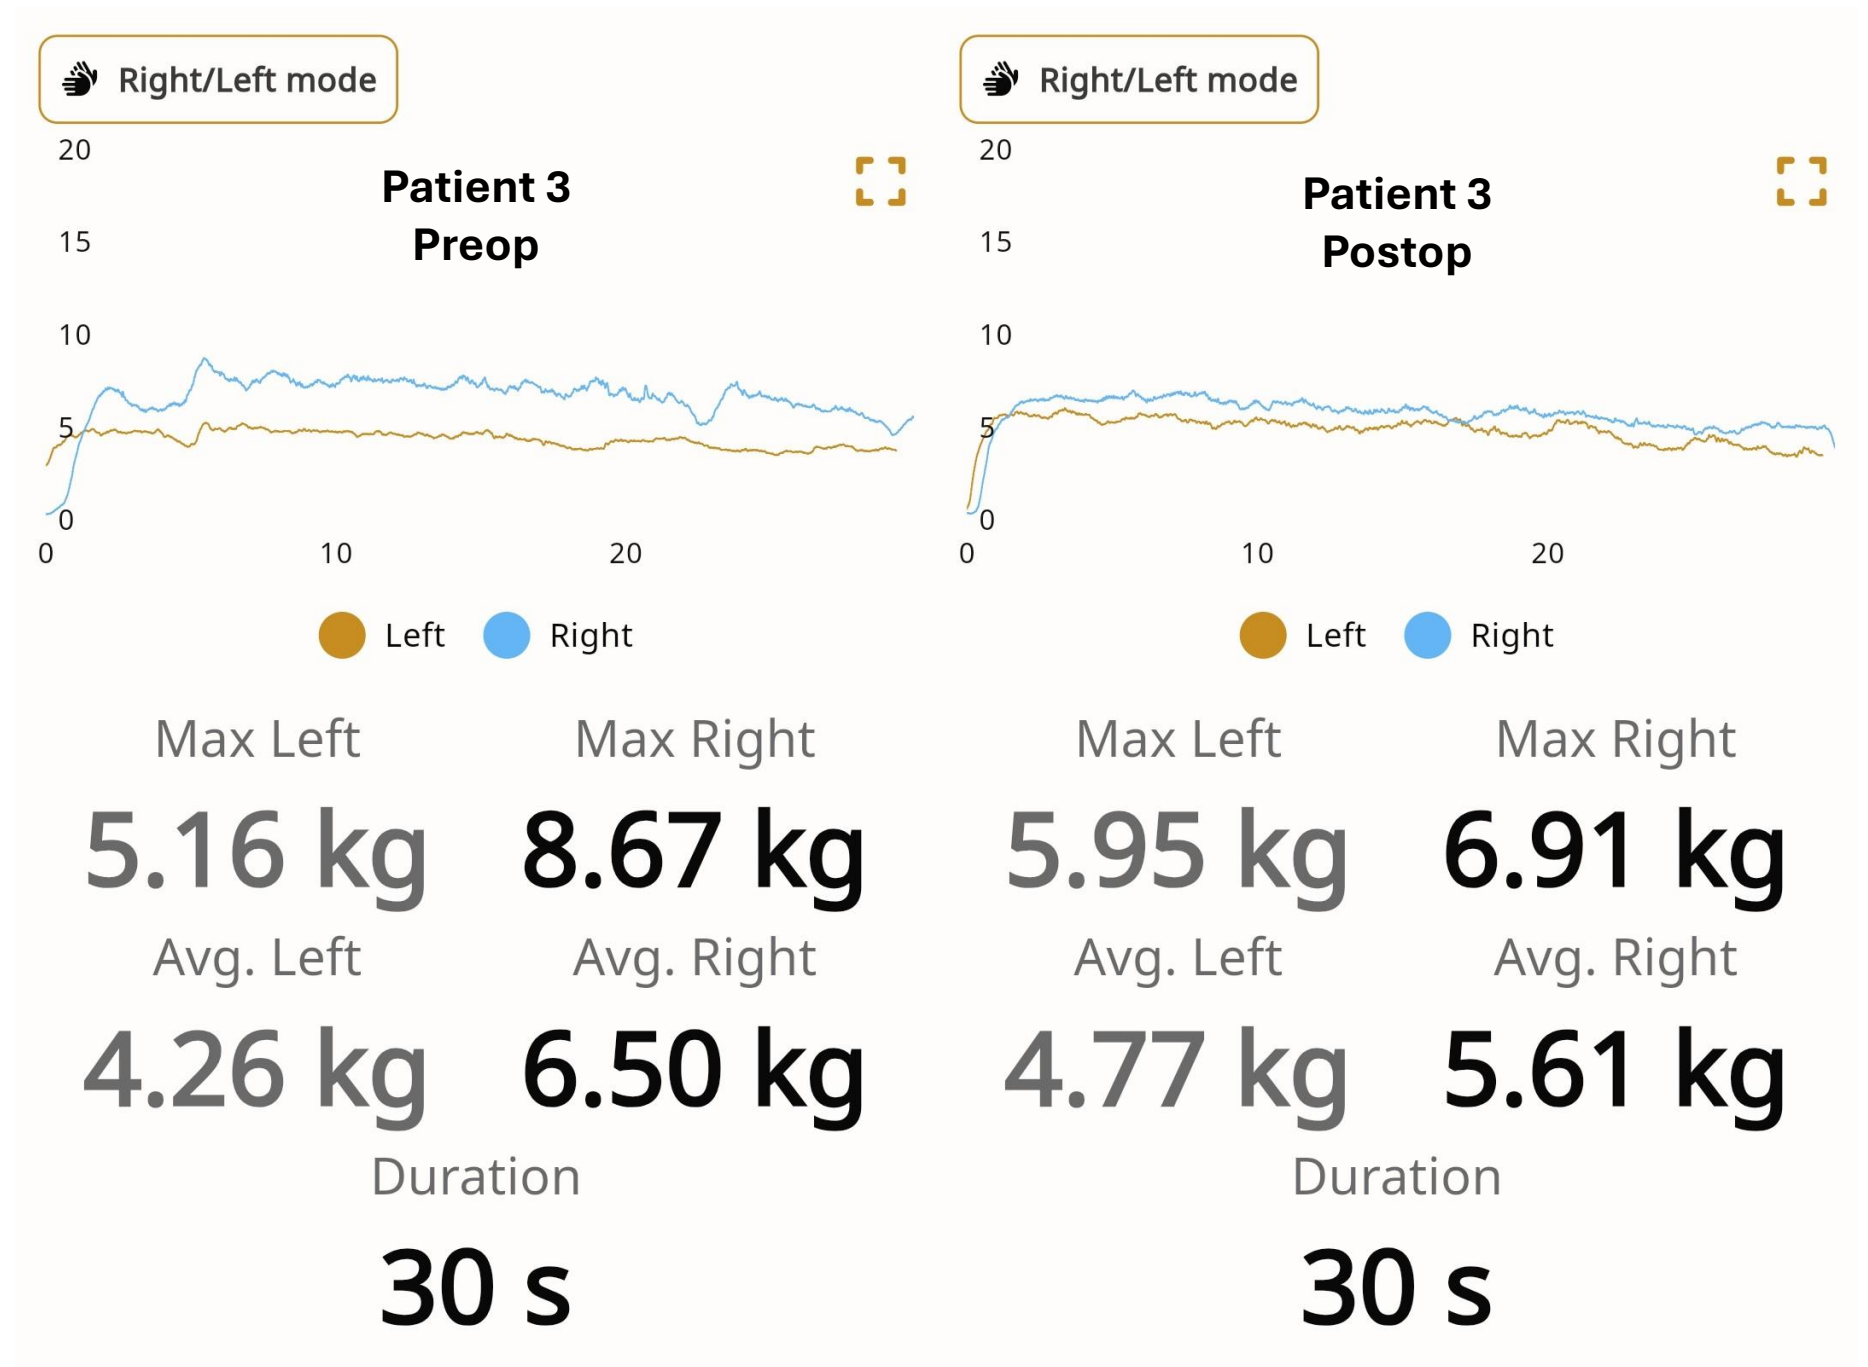 Right/Left mode
20
Patient 3
Preop
15
10
5
0
0 10 20
Left Right
Max Left Max Right
5.16 kg 8.67 kg
Avg. Left Avg. Right
4.26 kg 6.50 kg
Duration
30 s
Right/Left mode
20
Patient 3
Postop
15
10
5
0
0 10 20
Left Right
Max Left Max Right
5.95 kg 6.91 kg
Avg. Left Avg. Right
4.77 kg 5.61 kg
Duration
30 s